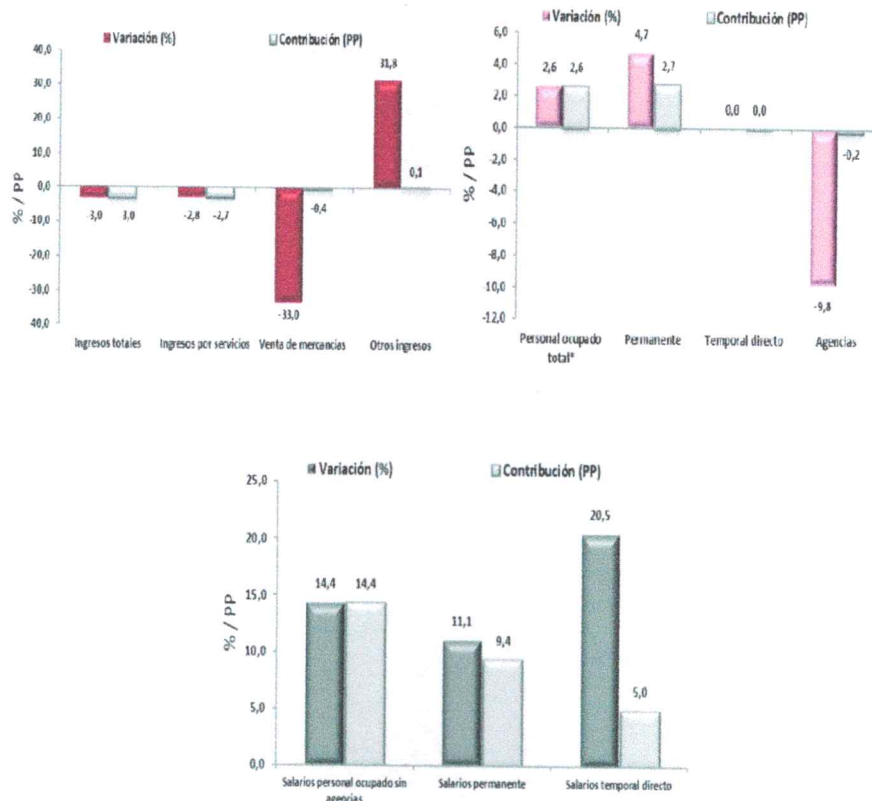 Variación (%) Contribución (PP)
40,0
30,0
20,0
10,0
0,0
-10,0
-20,0
-30,0
40,0
% / PP
-3,0 3,0 -2,8 -2,7 -33,0 -0,4 31,8 0,1
Ingresos totales Ingresos por servicios Venta de mercancías Otros ingresos
Variación (%) Contribución (PP)
6,0
4,0
2,0
0,0
-2,0
-4,0
-6,0
-8,0
-10,0
-12,0
% / PP
2,6 2,6 4,7 2,7 0,0 0,0 -9,8 -0,2
Personal ocupado Permanente Temporal directo Agencias
total*
Variación (%) Contribución (PP)
25,0
20,0
15,0
10,0
5,0
0,0
% / PP
14,4 14,4 11,1 9,4 20,5 5,0
Salarios personal ocupado sin Salarios permanente Salarios temporal directo
agencias